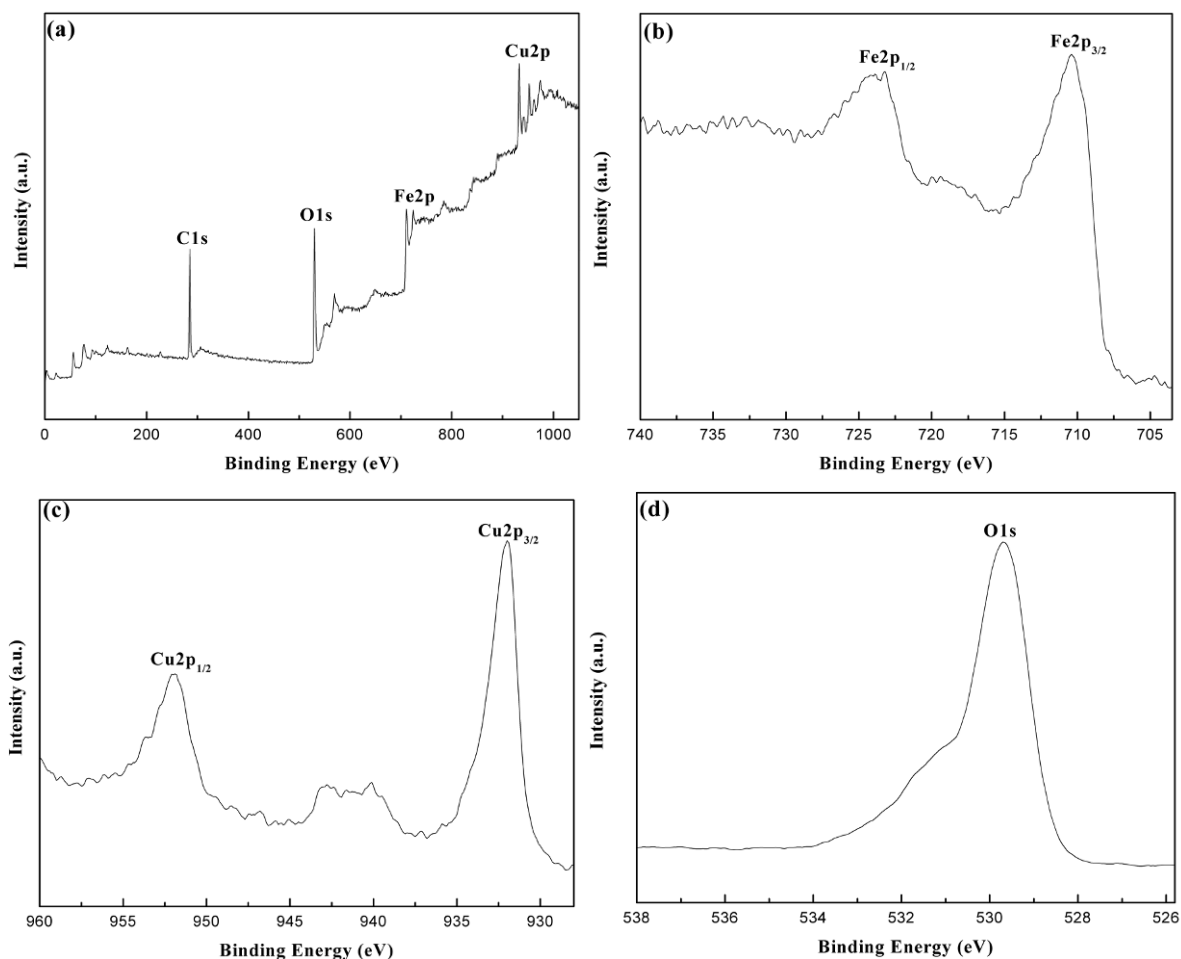 (a)
Cu2p
Fe2p
O1s
C1s
Intensity (a.u.)
0 200 400 600 800 1000
Binding Energy (eV)
(b)
Fe2p3/2
Fe2p1/2
Intensity (a.u.)
740 735 730 725 720 715 710 705
Binding Energy (eV)
(c)
Cu2p3/2
Cu2p1/2
Intensity (a.u.)
960 955 950 945 940 935 930
Binding Energy (eV)
(d)
O1s
Intensity (a.u.)
538 536 534 532 530 528 526
Binding Energy (eV)